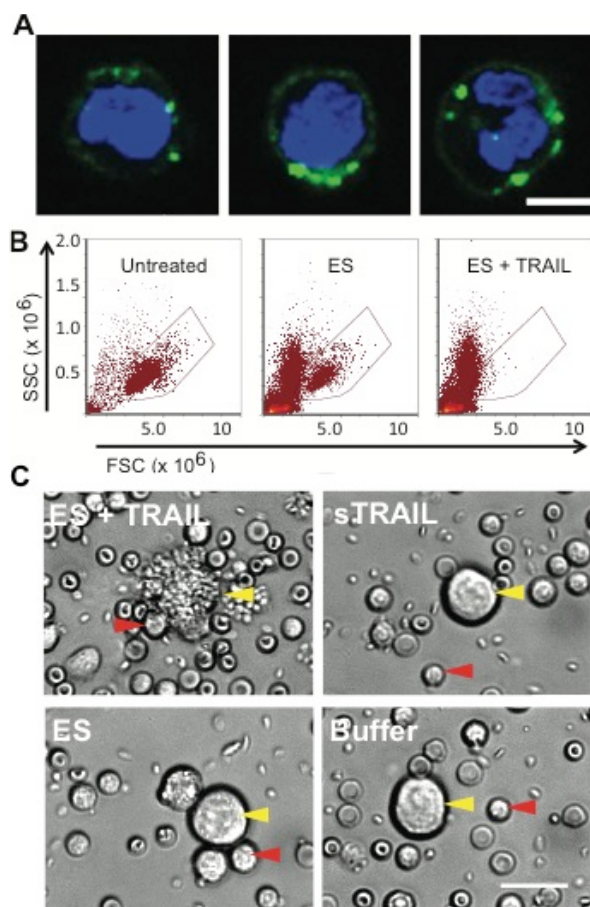 A
B
2.0
Untreated
ES
ES + TRAIL
1.5
1.0
0.5
SSC (x 10⁶)
5.0 10 5.0 10 5.0 10
FSC (x 10⁶)
C
ES + TRAIL
sTRAIL
ES
Buffer